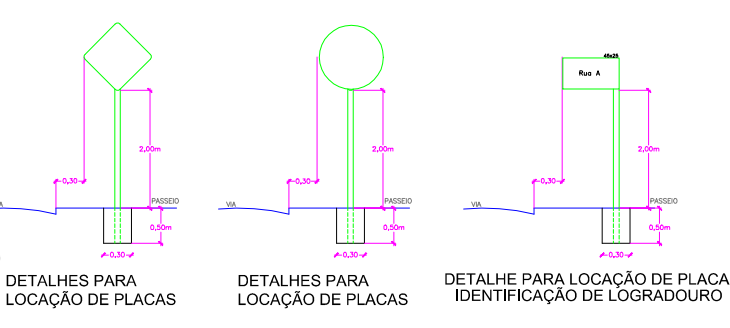 2,00m
0,30
A
PASSEIO
0,50m
0,30
DETALHES PARA
LOCAÇÃO DE PLACAS
2,00m
0,30
VIA
PASSEIO
0,50m
0,30
DETALHES PARA
LOCAÇÃO DE PLACAS
45x25
Rua A
2,00m
0,30
VIA
PASSEIO
0,50m
0,30
DETALHE PARA LOCAÇÃO DE PLACA
IDENTIFICAÇÃO DE LOGRADOURO